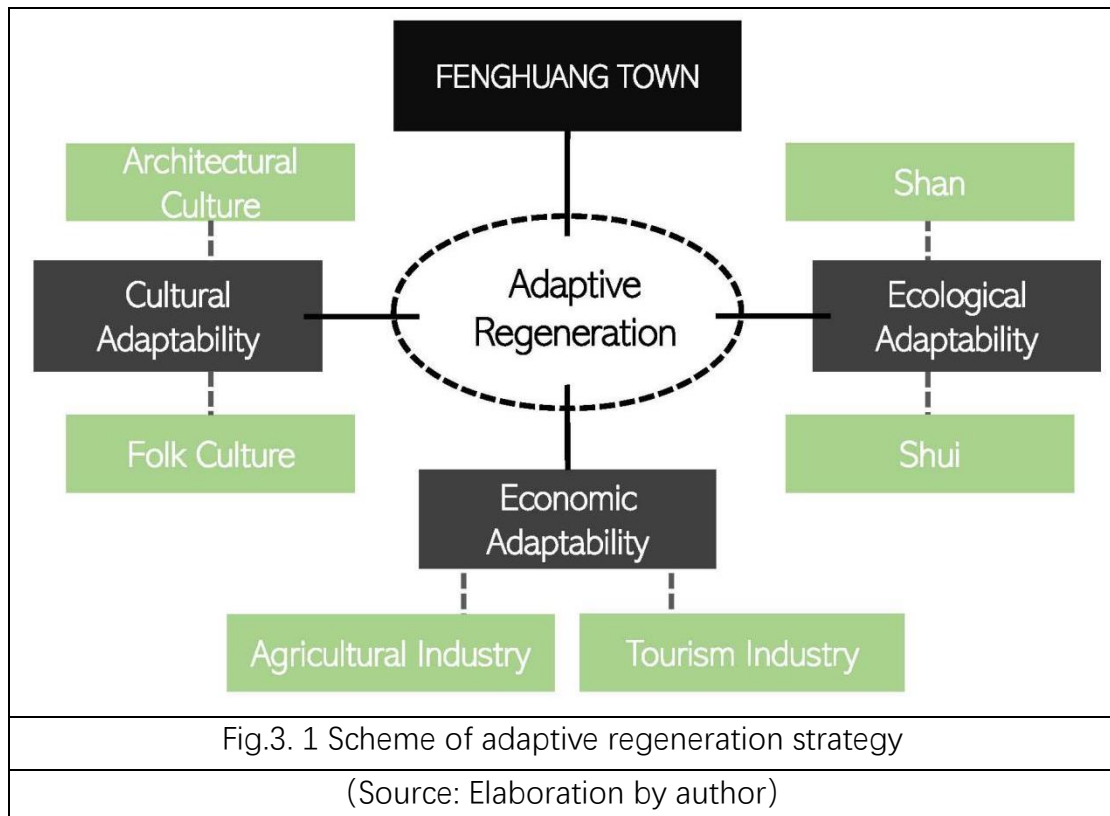 FENGHUANG TOWN
Architectural
Culture
Shan
Cultural
Adaptability
Adaptive
Regeneration
Ecological
Adaptability
Folk Culture
Shui
Economic
Adaptability
Agricultural Industry
Tourism Industry
Fig.3. 1 Scheme of adaptive regeneration strategy
(Source: Elaboration by author)